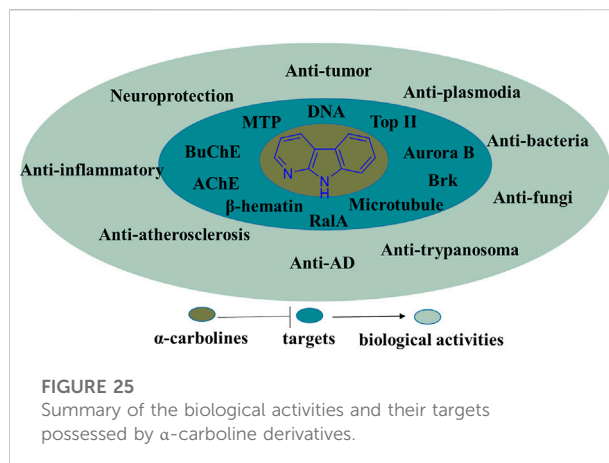 Anti-tumor
Neuroprotection
Anti-plasmodia
DNA
MTP
Top II
Anti-bacteria
BuChE
Aurora B
Anti-inflammatory
N
AChE
Brk
N
H
Anti-fungi
β-hematin
Microtubule
RalA
Anti-atherosclerosis
Anti-trypanosoma
Anti-AD
α-carbolines targets biological activities
FIGURE 25
Summary of the biological activities and their targets
possessed by α-carboline derivatives.